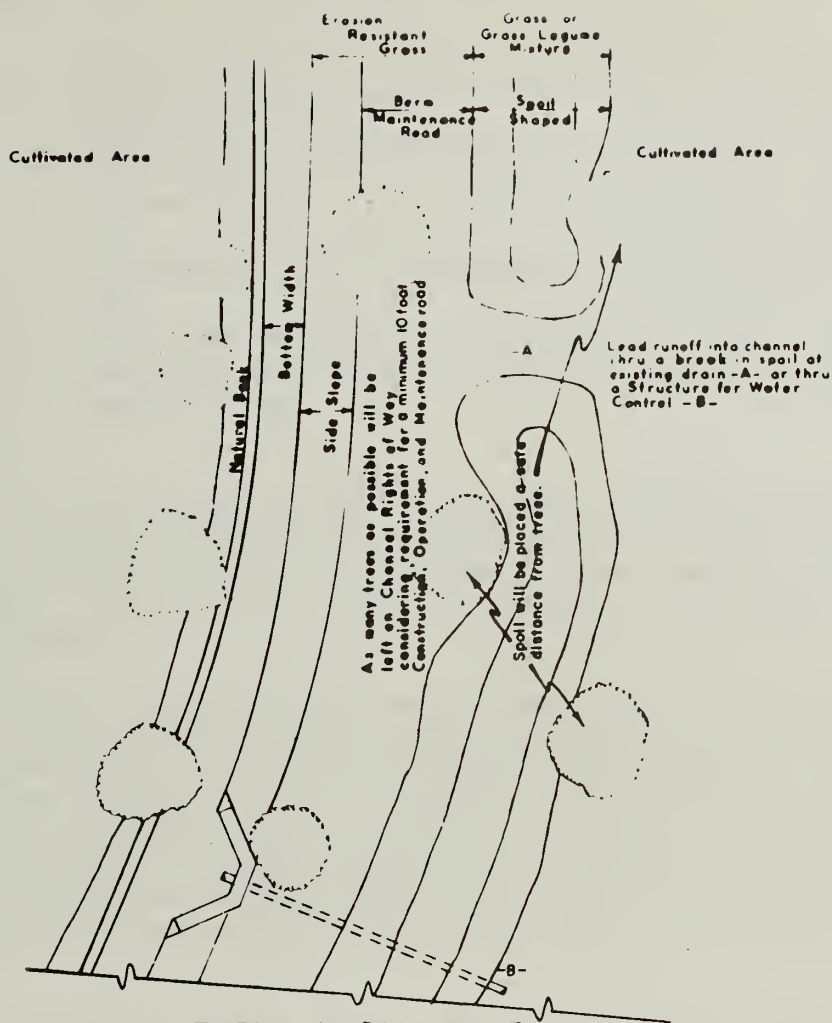 Erosion
Resistant
Grass
Grass or
Grass Legume
Mixture
Berm
Maintenance
Road
Spoil
Shaped
Cultivated Area
Cultivated Area
Natural Bank
Bottom Width
Side Slope
As many trees as possible will be
left on Channel Rights of Way
considering requirement for a minimum 10 foot
Construction, Operation, and Maintenance road
-A-
Lead runoff into channel
thru a break in spoil at
existing drain -A- or thru
a Structure for Water
Control -B-
Spoil will be placed a safe
distance from trees.
-B-